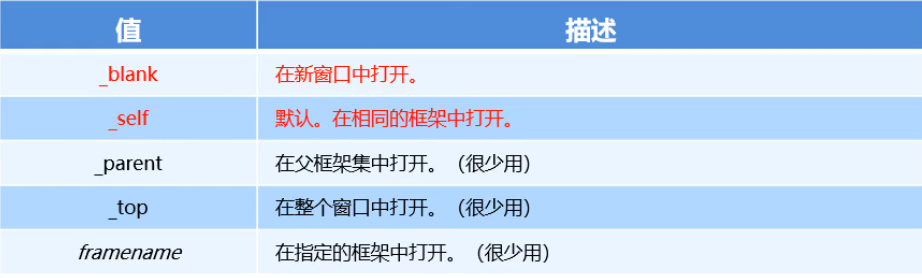 值 描述
_blank 在新窗口中打开。
_self 默认。在相同的框架中打开。
_parent 在父框架集中打开。（很少用）
_top 在整个窗口中打开。（很少用）
framename 在指定的框架中打开。（很少用）